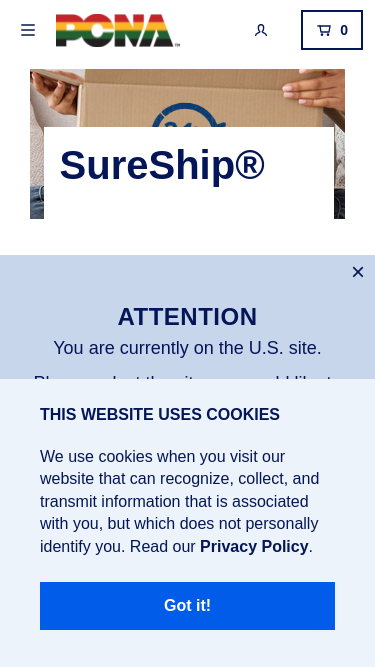 PCNA™
0
24
SureShip®
ATTENTION
You are currently on the U.S. site.
THIS WEBSITE USES COOKIES
We use cookies when you visit our
website that can recognize, collect, and
transmit information that is associated
with you, but which does not personally
identify you. Read our Privacy Policy.
Got it!